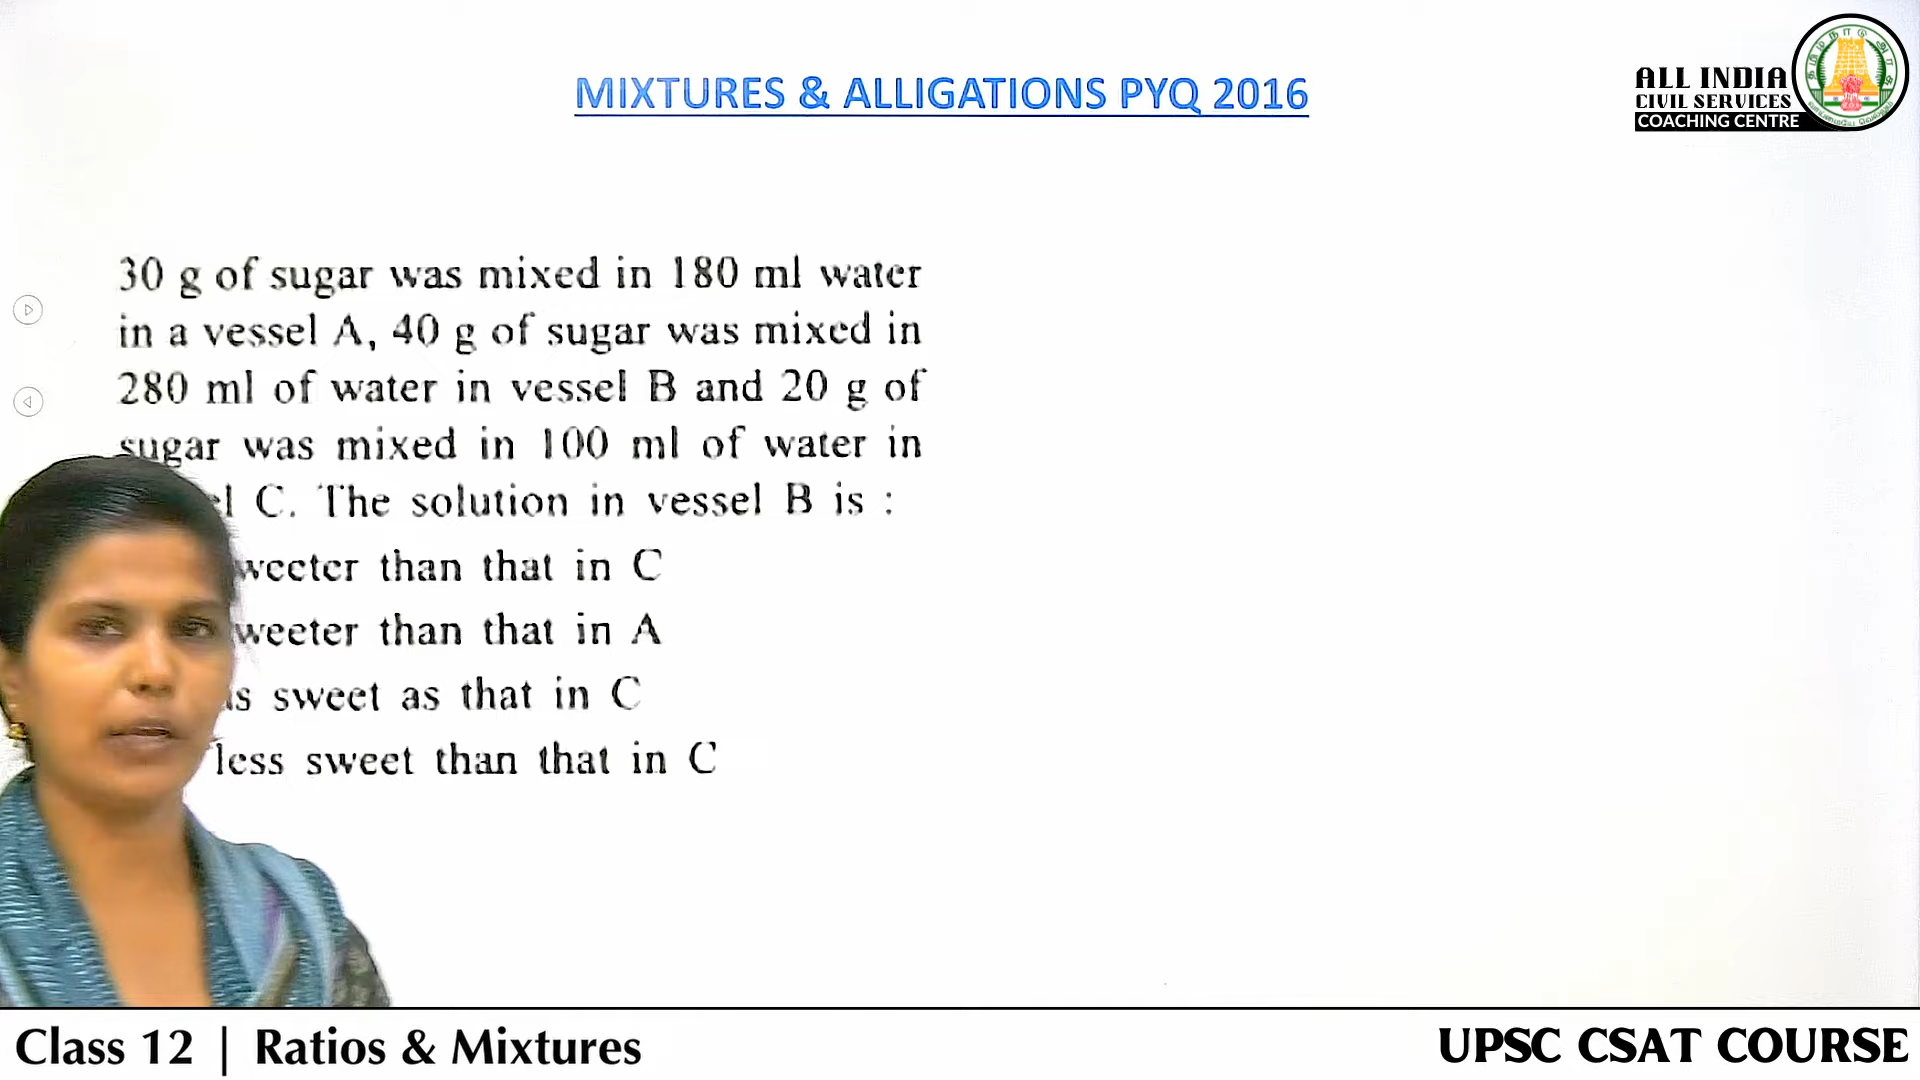 MIXTURES & ALLIGATIONS PYQ 2016
ALL INDIA
CIVIL SERVICES
COACHING CENTRE
30 g of sugar was mixed in 180 ml water
in a vessel A, 40 g of sugar was mixed in
280 ml of water in vessel B and 20 g of
sugar was mixed in 100 ml of water in
C. The solution in vessel B is :
than that in C
than that in A
sweet as that in C
less sweet than that in C
Class 12 | Ratios & Mixtures
UPSC CSAT COURSE